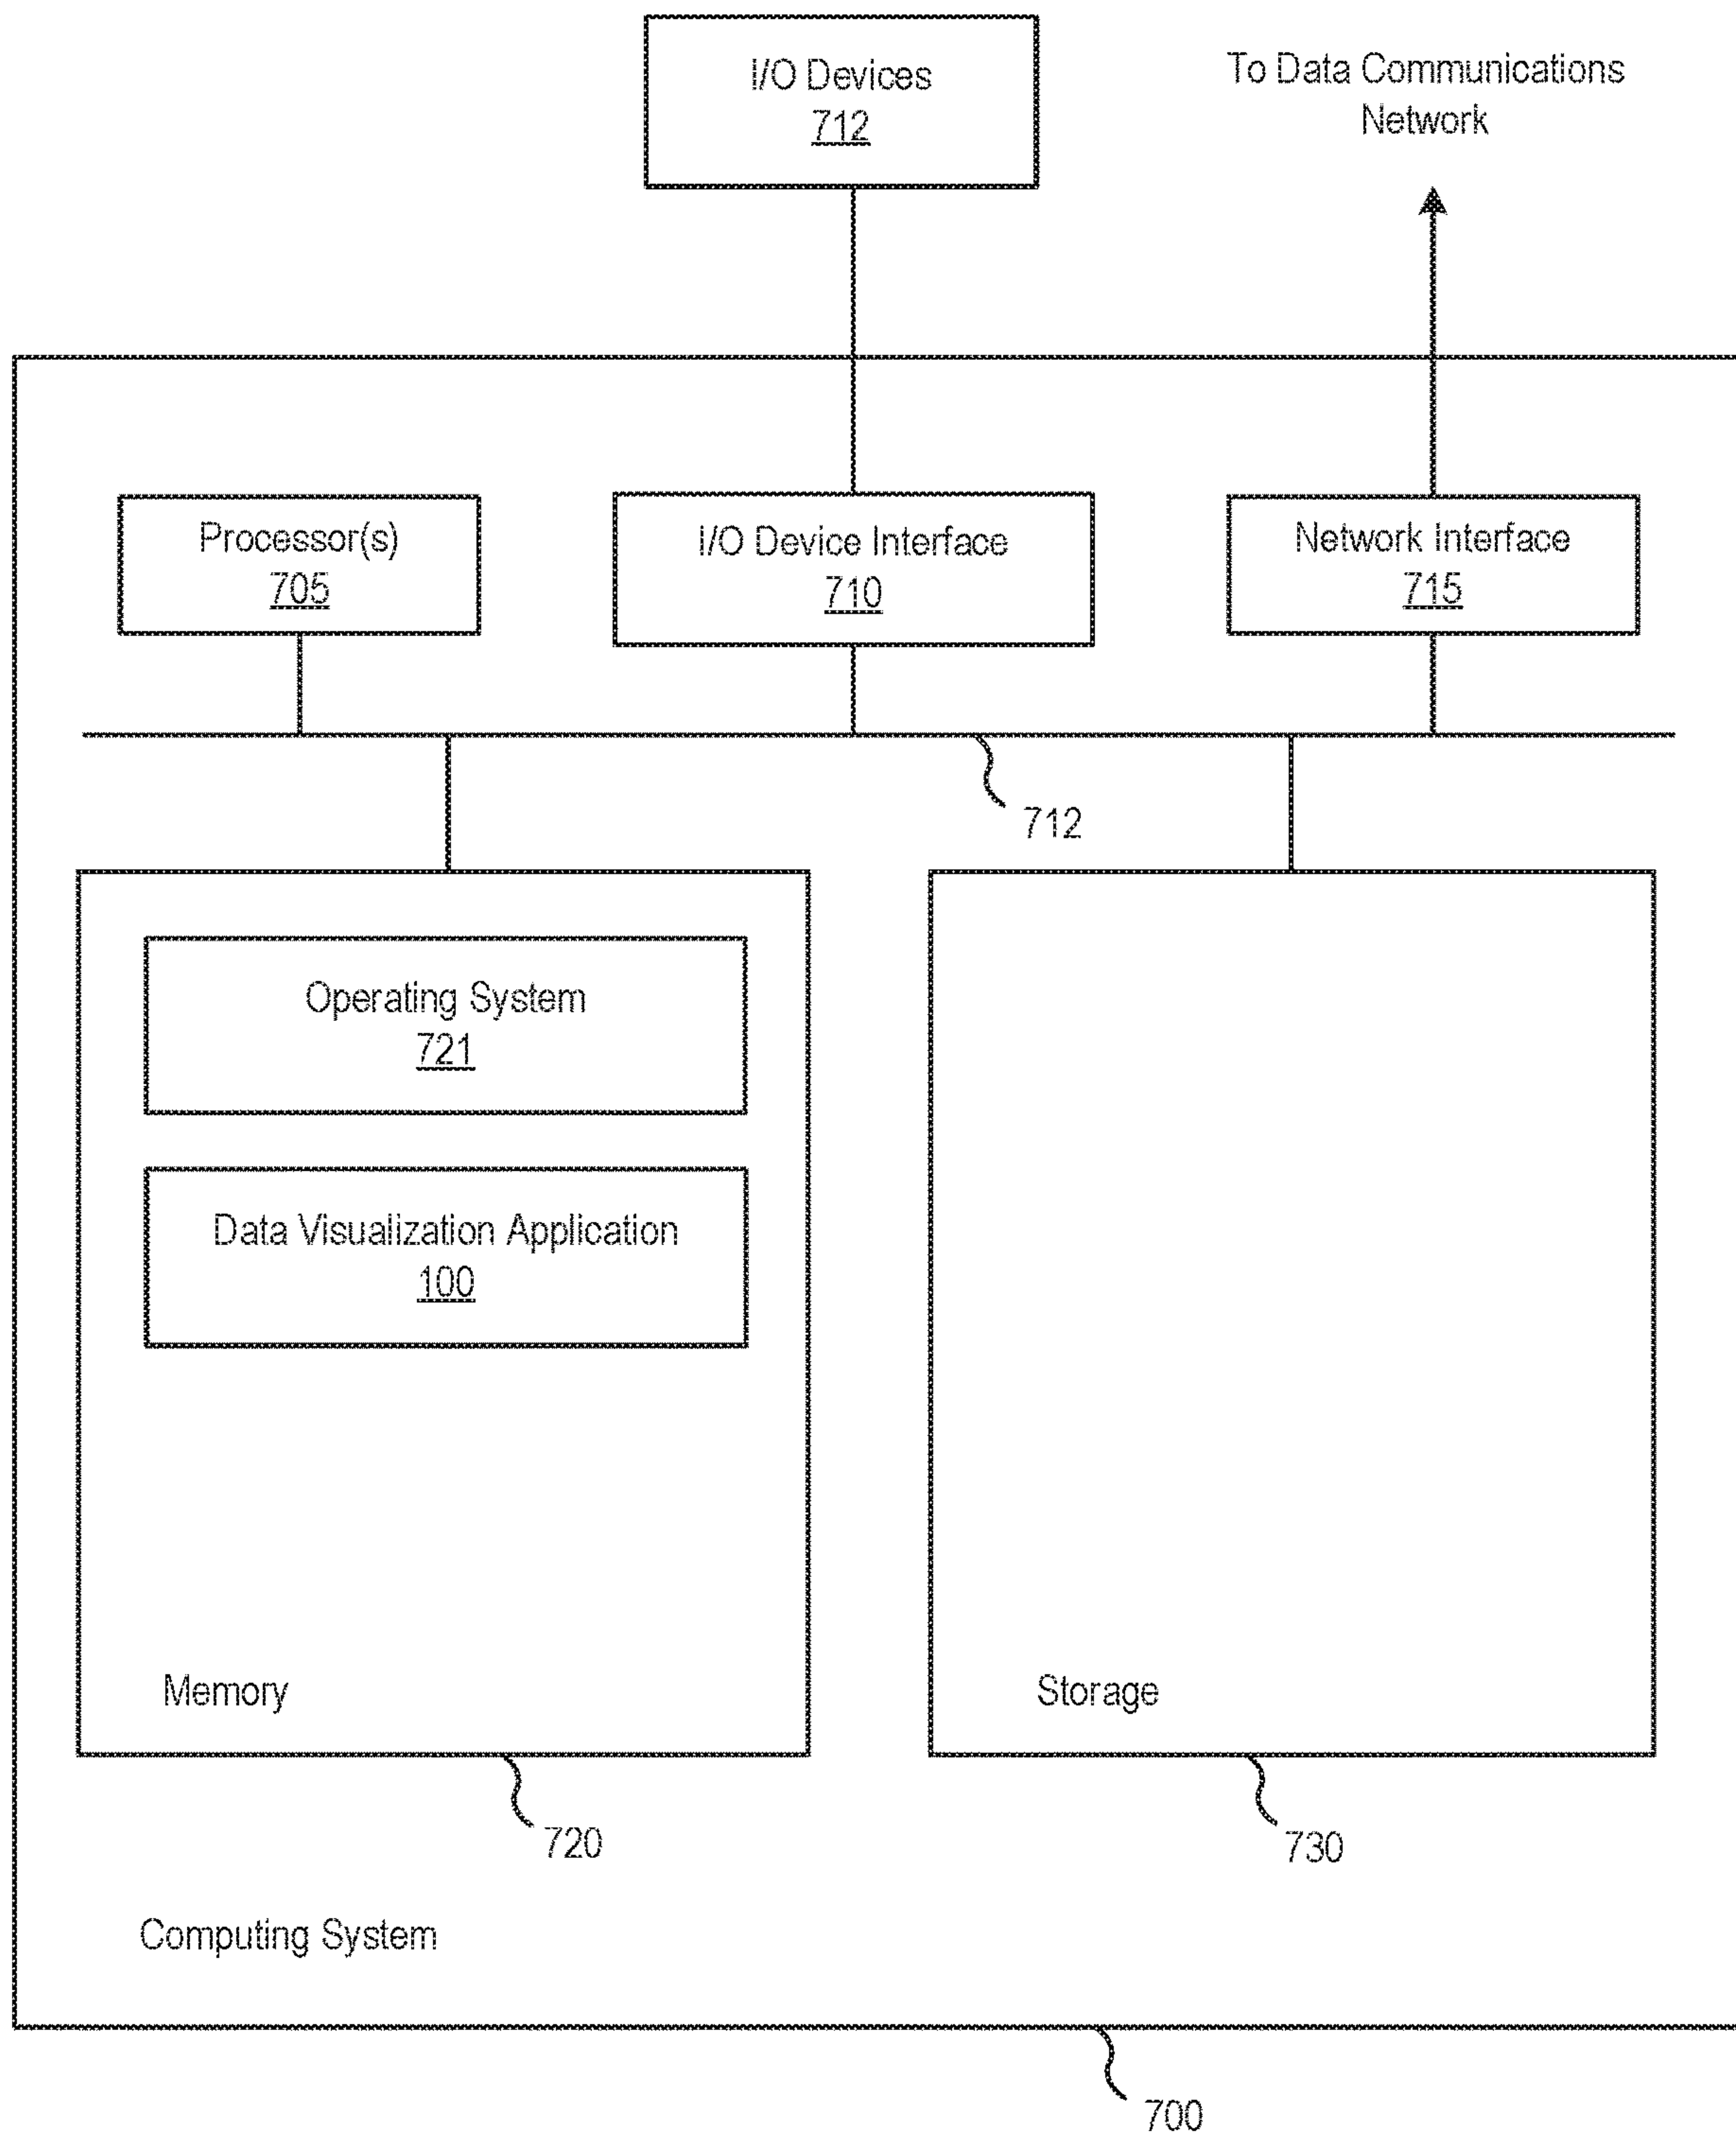 I/O Devices
712
To Data Communications
Network
Processor(s)
705
I/O Device Interface
710
Network Interface
715
712
Operating System
721
Data Visualization Application
100
Memory
Storage
720
730
Computing System
700